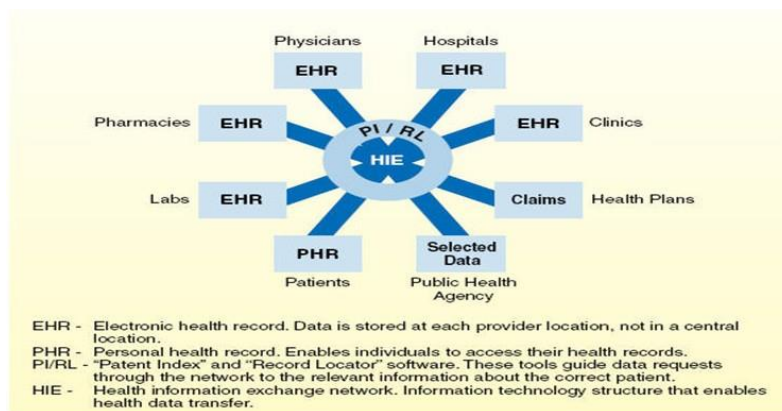 Physicians
Hospitals
EHR
EHR
PI / RL
Pharmacies
EHR
EHR
Clinics
HIE
Labs
EHR
Claims
Health Plans
PHR
Selected
Data
Patients
Public Health
Agency
EHR - Electronic health record. Data is stored at each provider location, not in a central
location.
PHR - Personal health record. Enables individuals to access their health records.
PI/RL - “Patent Index” and “Record Locator” software. These tools guide data requests
through the network to the relevant information about the correct patient.
HIE - Health information exchange network. Information technology structure that enables
health data transfer.